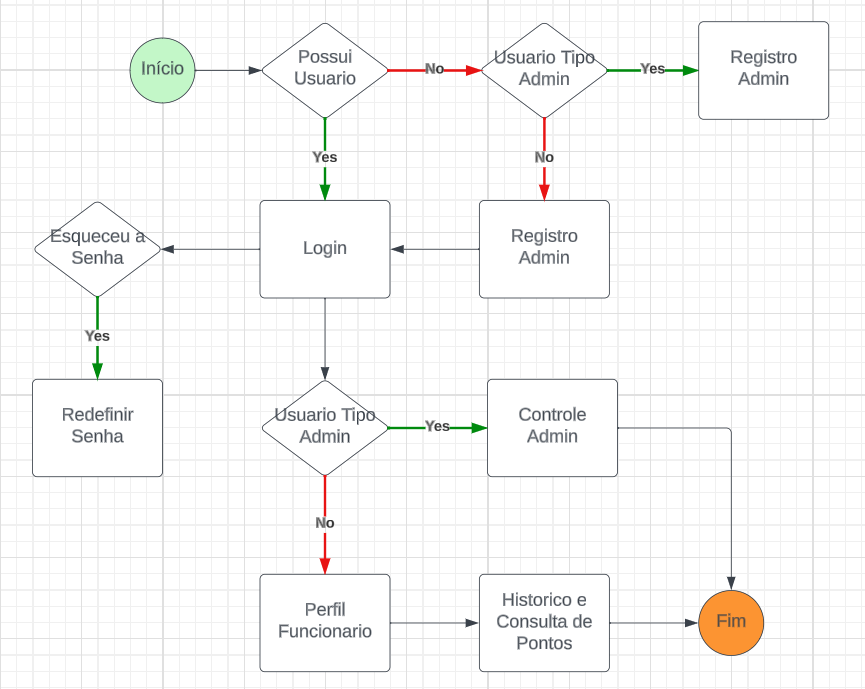 Início
Possui
Usuario
No
Usuario Tipo
Admin
Yes
Registro
Admin
Yes
No
Esqueceu a
Senha
Login
Registro
Admin
Yes
Redefinir
Senha
Usuario Tipo
Admin
Yes
Controle
Admin
No
Perfil
Funcionario
Historico e
Consulta de
Pontos
Fim